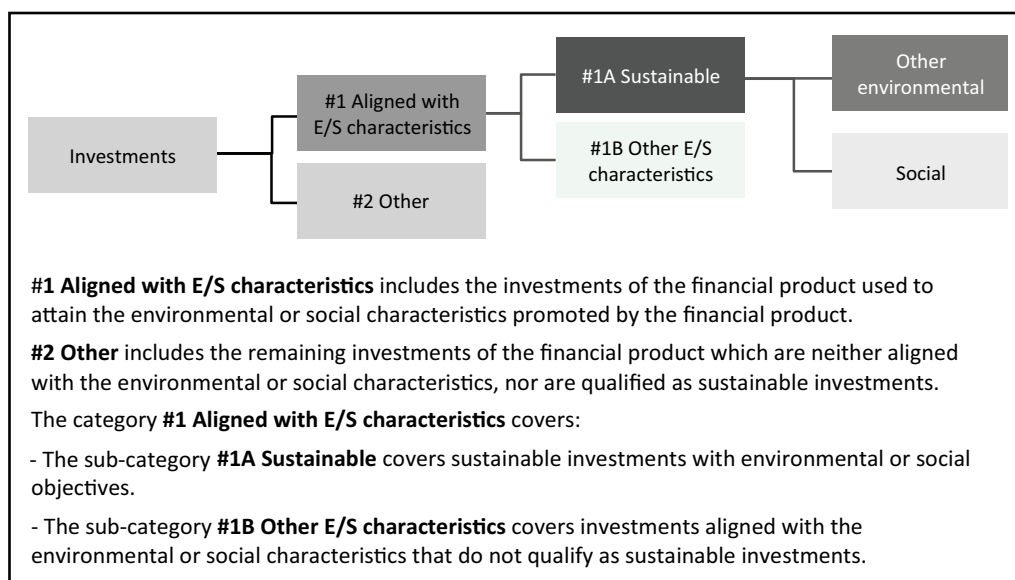 Investments
#1 Aligned with
E/S characteristics
#2 Other
#1A Sustainable
#1B Other E/S
characteristics
Other
environmental
Social
#1 Aligned with E/S characteristics includes the investments of the financial product used to
attain the environmental or social characteristics promoted by the financial product.
#2 Other includes the remaining investments of the financial product which are neither aligned
with the environmental or social characteristics, nor are qualified as sustainable investments.
The category #1 Aligned with E/S characteristics covers:
- The sub-category #1A Sustainable covers sustainable investments with environmental or social
objectives.
- The sub-category #1B Other E/S characteristics covers investments aligned with the
environmental or social characteristics that do not qualify as sustainable investments.